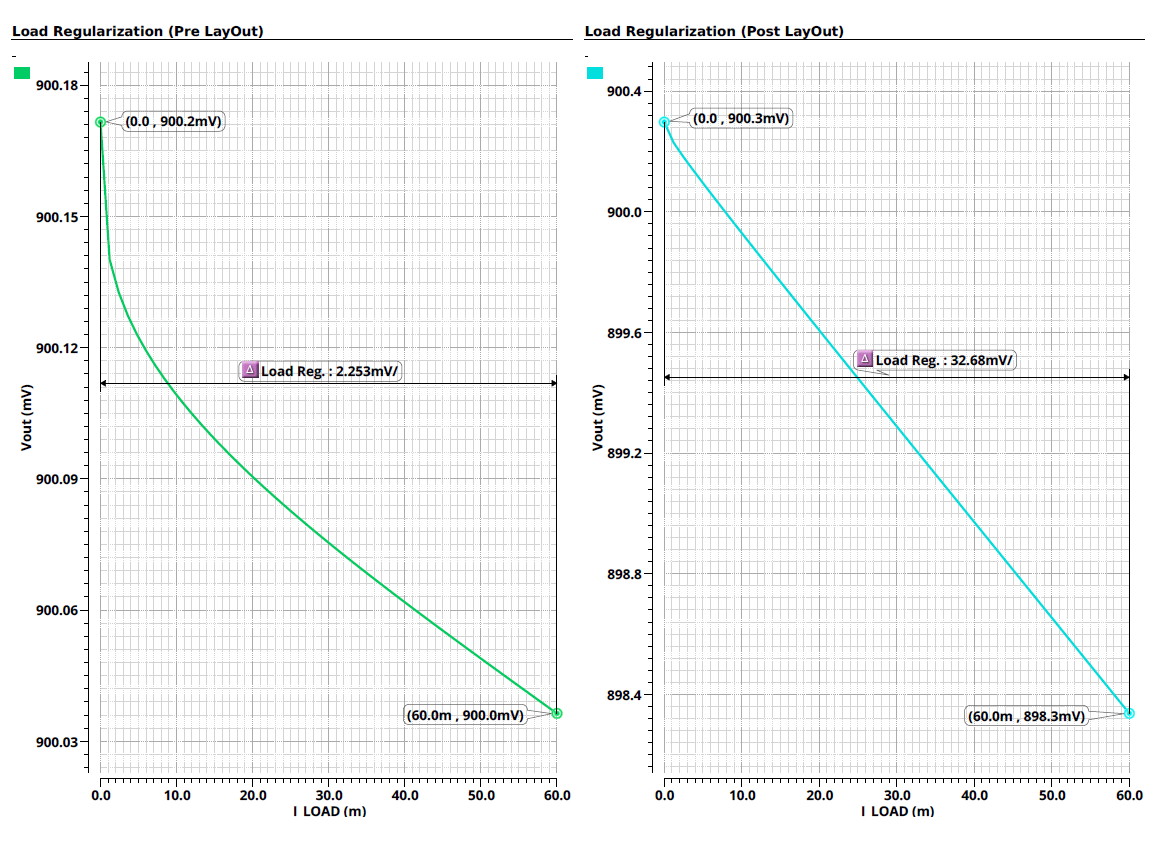 Load Regularization (Pre LayOut)
900.18
(0.0 , 900.2mV)
900.15
900.12
Δ Load Reg. : 2.253mV/
Vout (mV)
900.09
900.06
(60.0m , 900.0mV)
900.03
0.0 10.0 20.0 30.0 40.0 50.0 60.0
I LOAD (m)
Load Regularization (Post LayOut)
900.4
(0.0 , 900.3mV)
900.0
899.6
Δ Load Reg. : 32.68mV/
Vout (mV)
899.2
898.8
898.4
(60.0m , 898.3mV)
0.0 10.0 20.0 30.0 40.0 50.0 60.0
I LOAD (m)